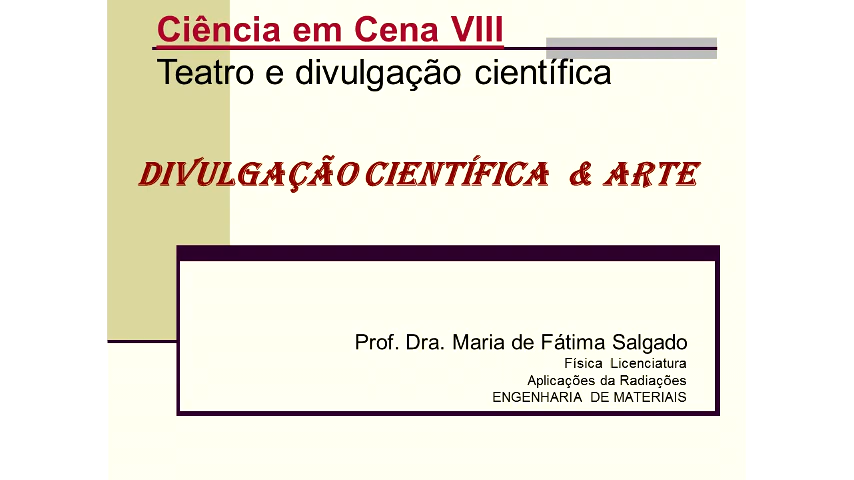 Ciência em Cena VIII
Teatro e divulgação científica
DIVULGAÇÃO CIENTÍFICA & ARTE
Prof. Dra. Maria de Fátima Salgado
Física Licenciatura
Aplicações da Radiações
ENGENHARIA DE MATERIAIS